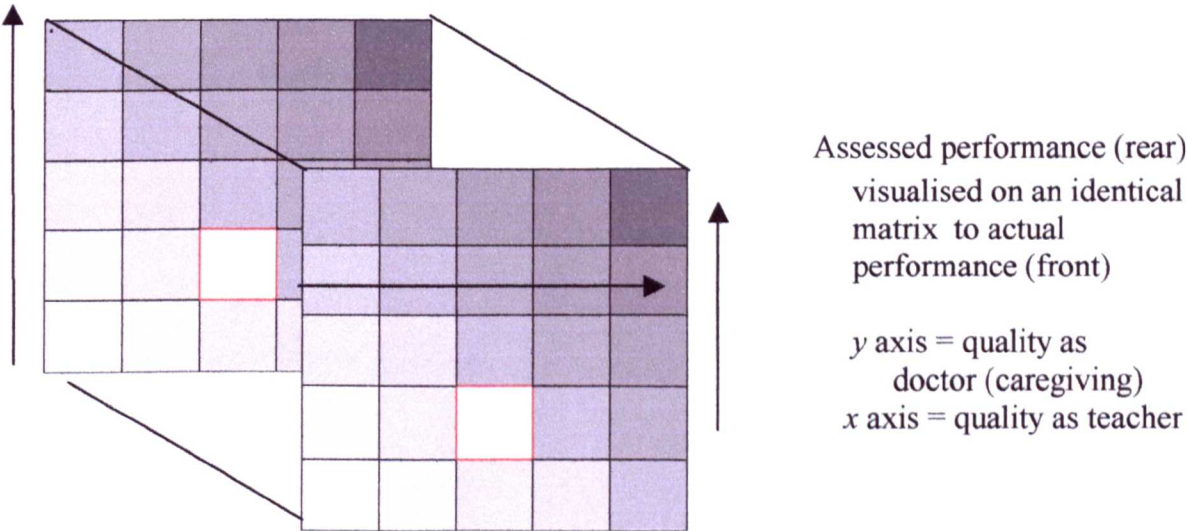 Assessed performance (rear)
visualised on an identical
matrix to actual
performance (front)
y axis = quality as
doctor (caregiving)
x axis = quality as teacher